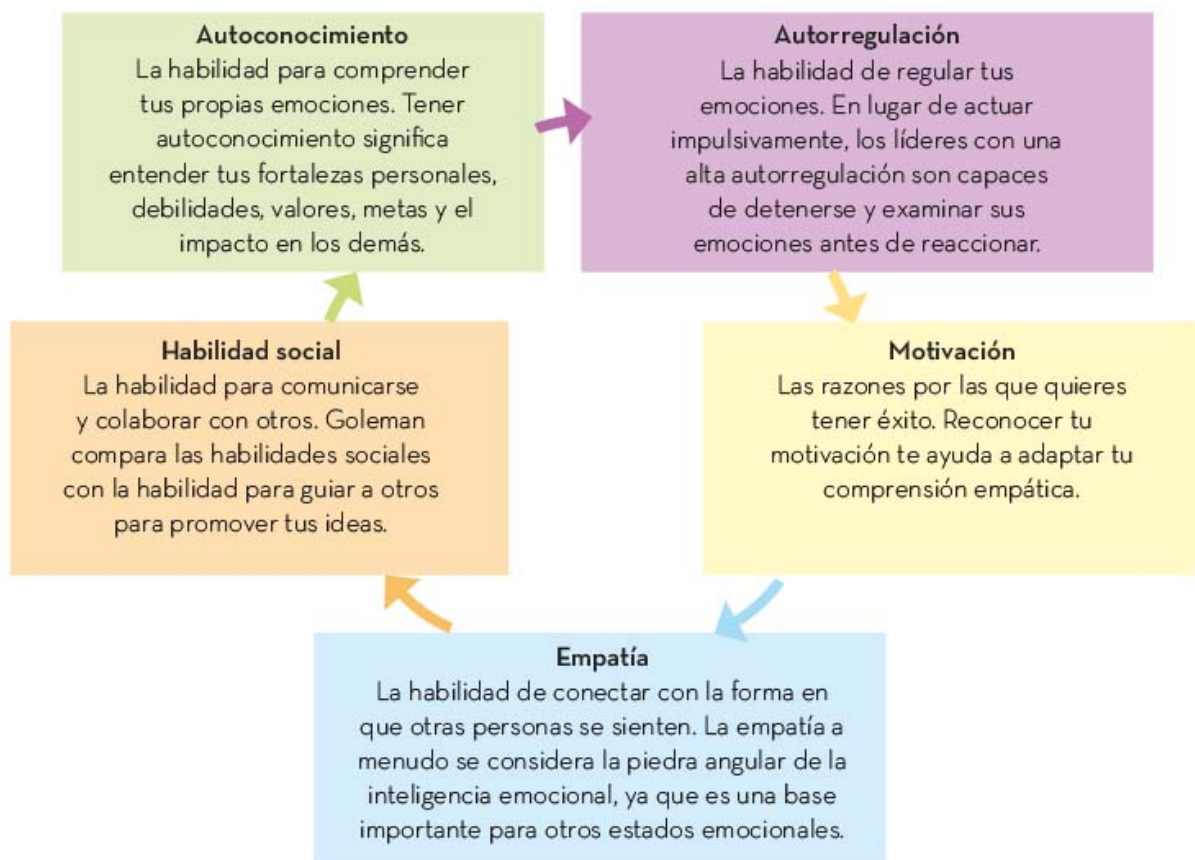 Autoconocimiento
La habilidad para comprender
tus propias emociones. Tener
autoconocimiento significa
entender tus fortalezas personales,
debilidades, valores, metas y el
impacto en los demás.
Autorregulación
La habilidad de regular tus
emociones. En lugar de actuar
impulsivamente, los líderes con una
alta autorregulación son capaces
de detenerse y examinar sus
emociones antes de reaccionar.
Motivación
Las razones por las que quieres
tener éxito. Reconocer tu
motivación te ayuda a adaptar tu
comprensión empática.
Empatía
La habilidad de conectar con la forma en
que otras personas se sienten. La empatía a
menudo se considera la piedra angular de la
inteligencia emocional, ya que es una base
importante para otros estados emocionales.
Habilidad social
La habilidad para comunicarse
y colaborar con otros. Goleman
compara las habilidades sociales
con la habilidad para guiar a otros
para promover tus ideas.